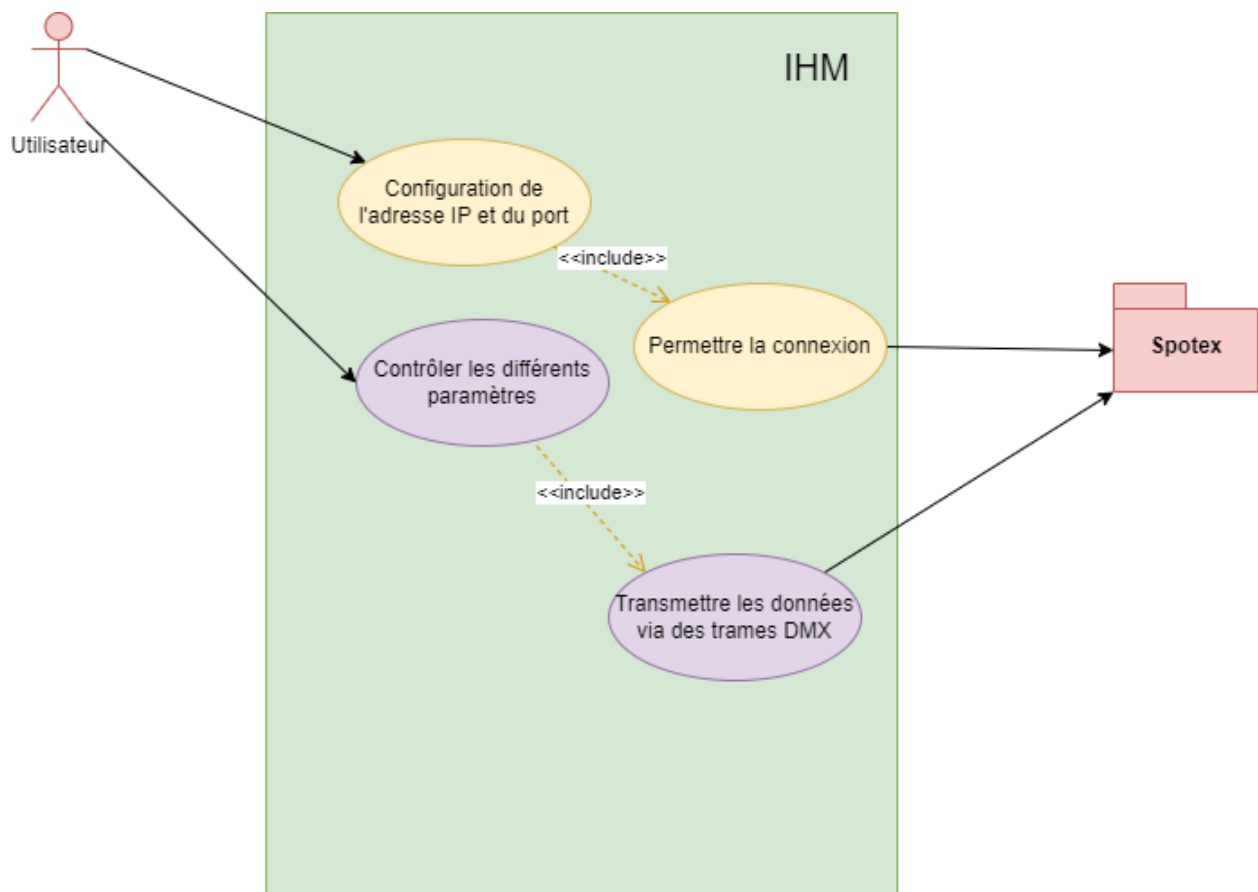 IHM
Utilisateur
Configuration de
l'adresse IP et du port
<<include>>
Permettre la connexion
Spotex
Contrôler les différents
paramètres
<<include>>
Transmettre les données
via des trames DMX